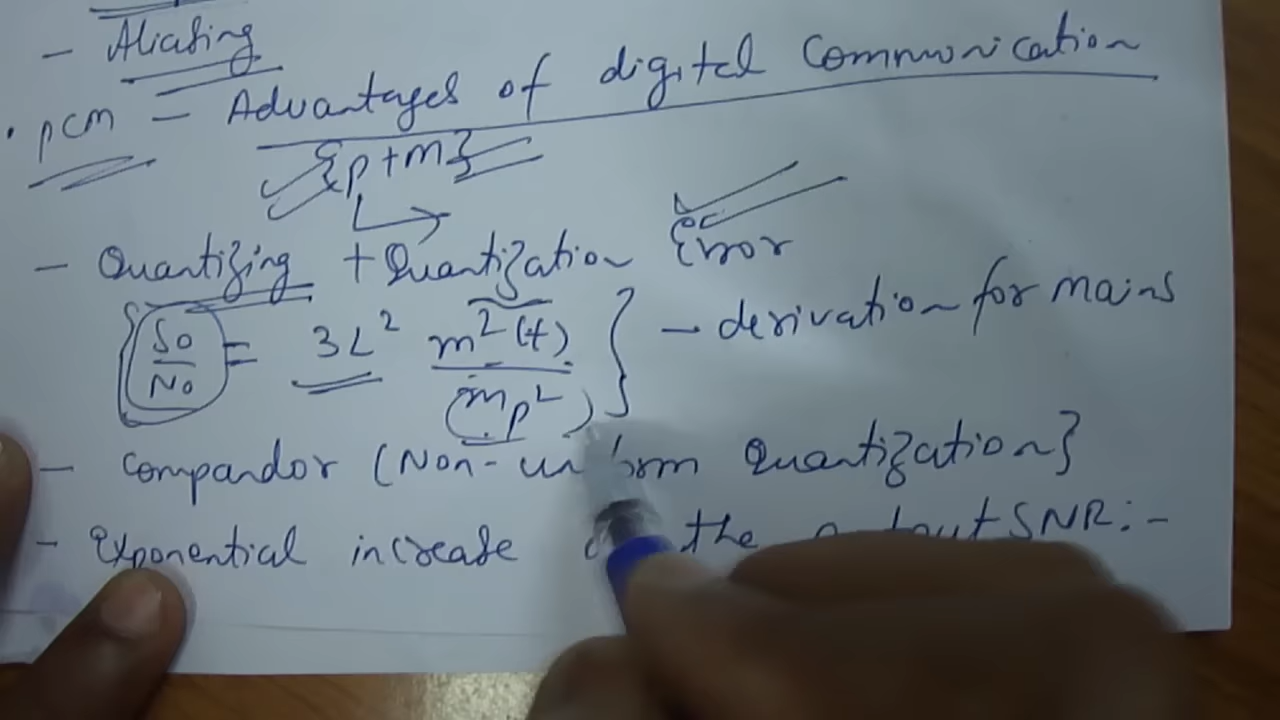 - Aliasing
· PCM - Advantages of digital Communication
{p+m}
- Quantizing + Quantization Error
{So/No = 3L² m²(t)/(mp²)} - derivation for mains
- Compandor (Non-uniform Quantization}
- Exponential increase the output SNR:-